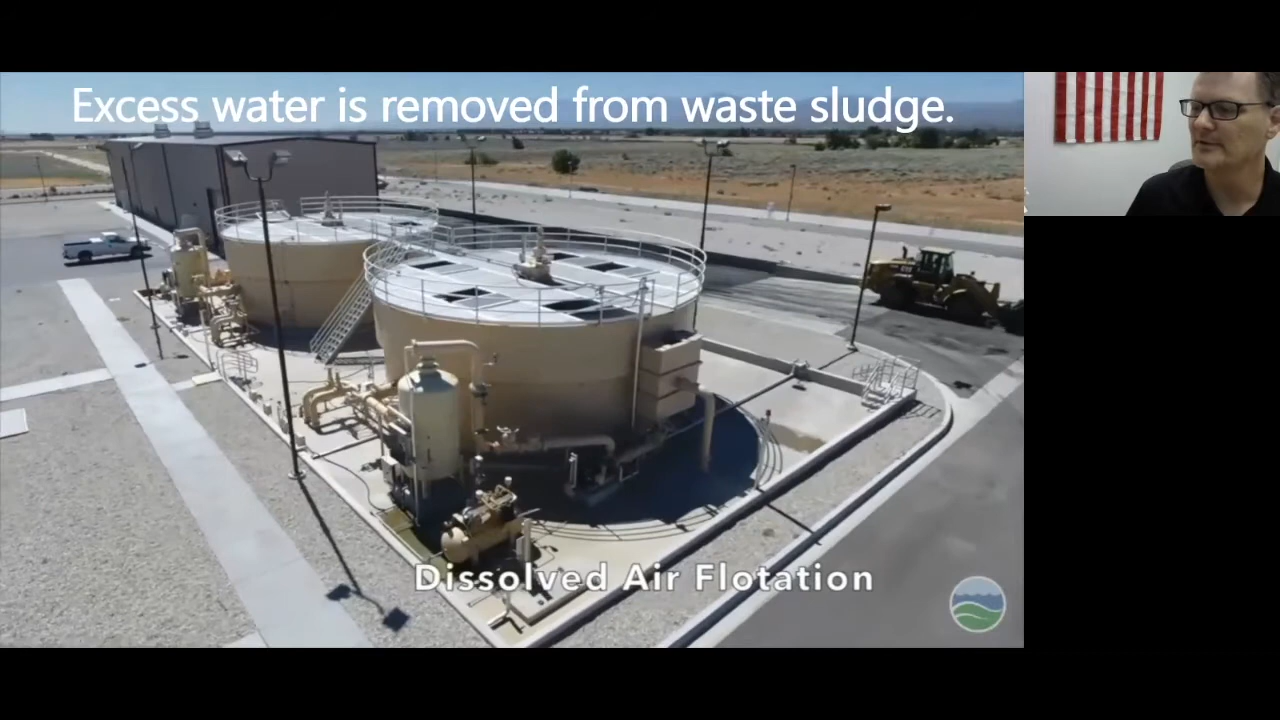 Excess water is removed from waste sludge.
Dissolved Air Flotation